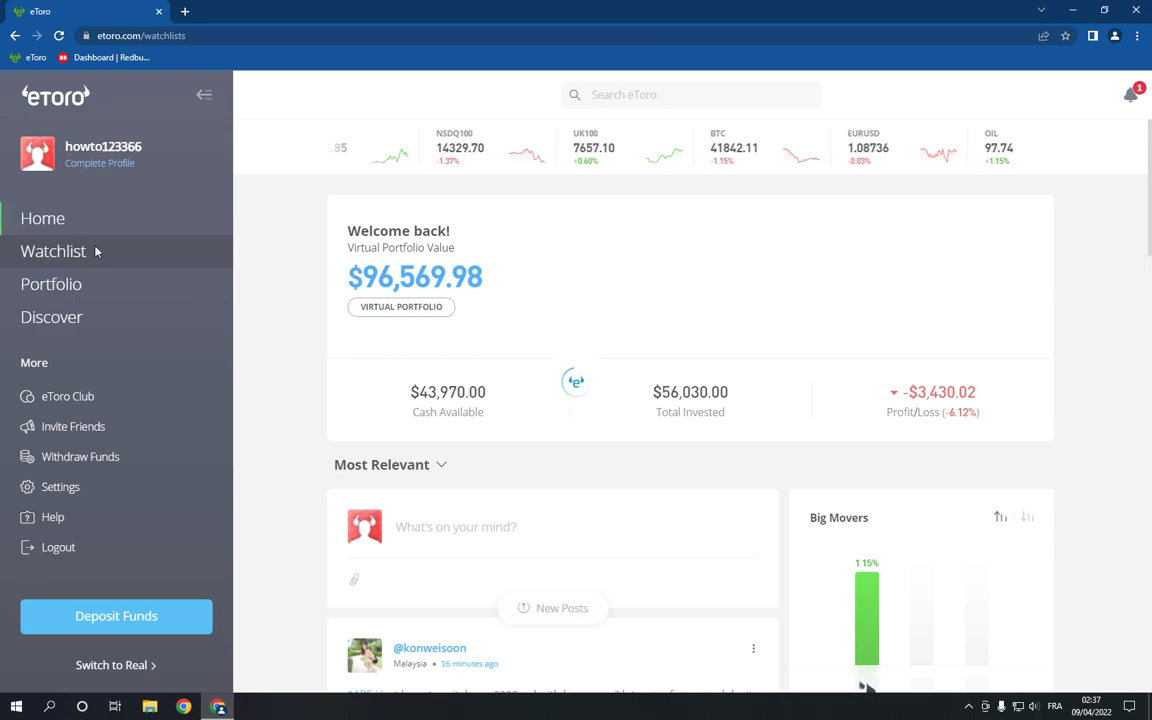 eToro
etoro.com/watchlists
eToro
Dashboard | Redbu...
eToro
howto123366
Complete Profile
Home
Watchlist
Portfolio
Discover
More
eToro Club
Invite Friends
Withdraw Funds
Settings
Help
Logout
Deposit Funds
Switch to Real >
Search eToro
1
.85
NSDQ100
14329.70
-1.37%
UK100
7657.10
+0.60%
BTC
41842.11
-1.15%
EURUSD
1.08736
-0.03%
OIL
97.74
+1.15%
Welcome back!
Virtual Portfolio Value
$96,569.98
VIRTUAL PORTFOLIO
$43,970.00
Cash Available
$56,030.00
Total Invested
-$3,430.02
Profit/Loss (-6.12%)
Most Relevant
What's on your mind?
New Posts
@konweisoon
Malaysia • 16 minutes ago
Big Movers
1.15%
FRA
02:37
09/04/2022